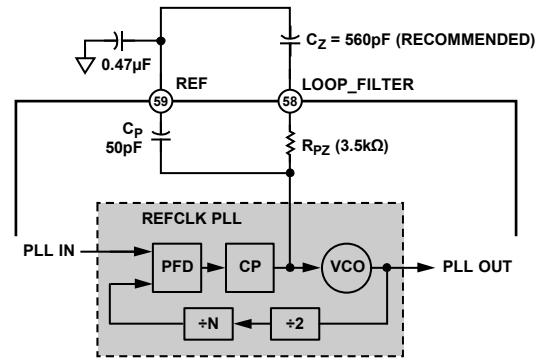 C_Z = 560pF (RECOMMENDED)
0.47µF
REF
LOOP_FILTER
59
58
C_P
50pF
R_PZ (3.5kΩ)
REFCLK PLL
PLL IN
PFD
CP
VCO
PLL OUT
÷N
÷2